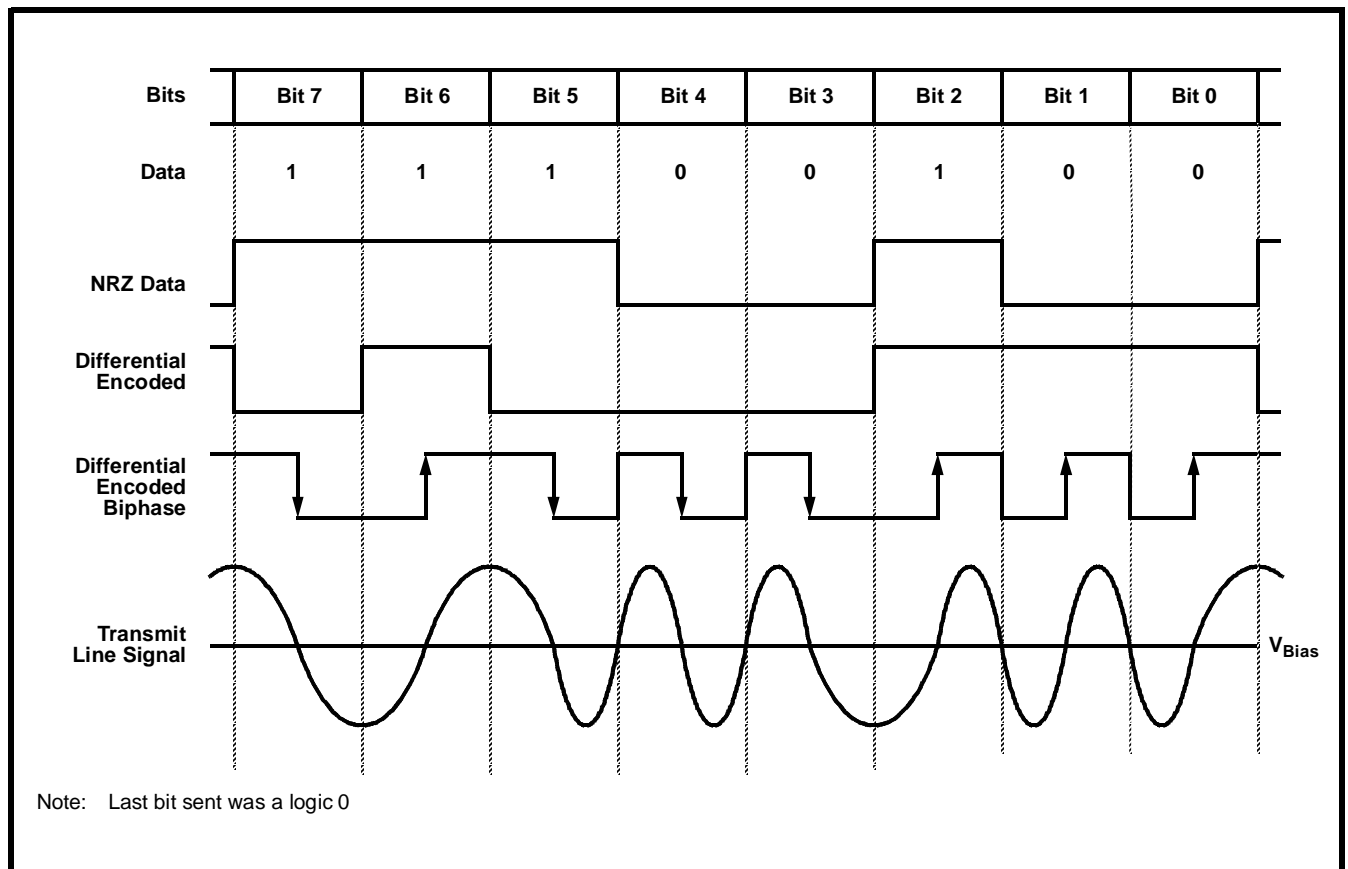 Bits Bit 7 Bit 6 Bit 5 Bit 4 Bit 3 Bit 2 Bit 1 Bit 0
Data 1 1 1 0 0 1 0 0
NRZ Data
Differential
Encoded
Differential
Encoded
Biphase
Transmit
Line Signal
VBias
Note: Last bit sent was a logic 0